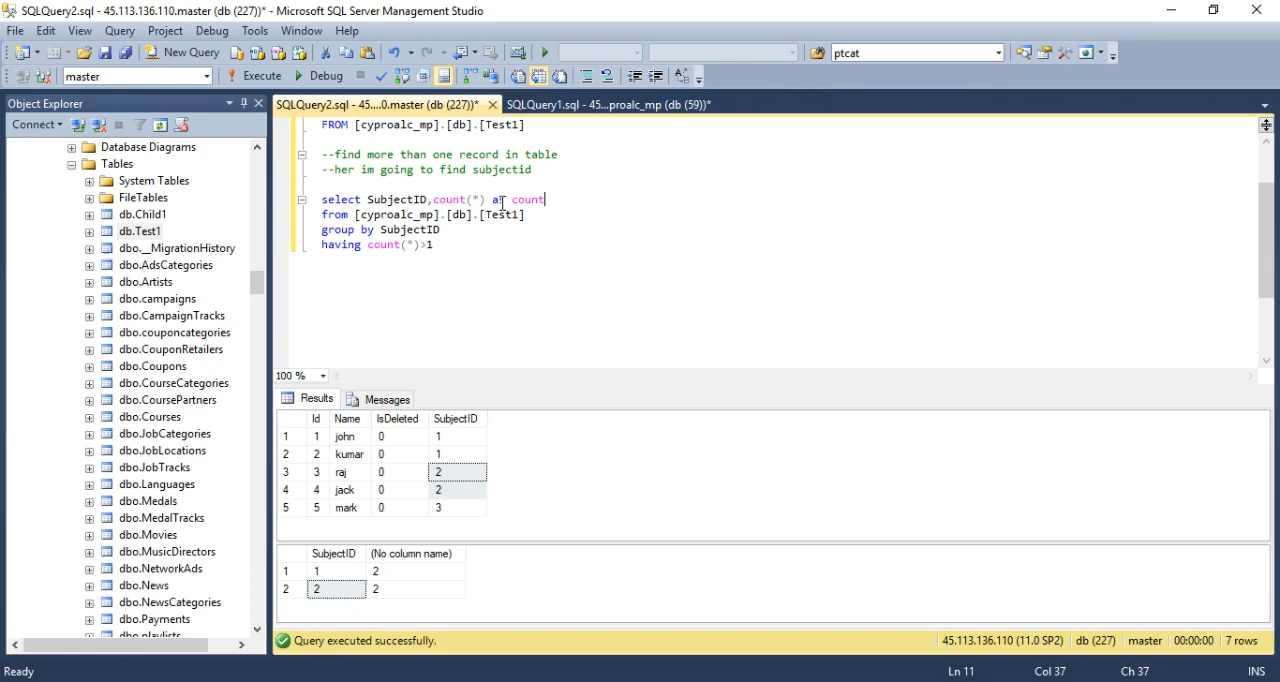 SQLQuery2.sql - 45.113.136.110.master (db (227))* - Microsoft SQL Server Management Studio
File Edit View Query Project Debug Tools Window Help
New Query ptcat
master Execute Debug
Object Explorer
Connect
Database Diagrams
Tables
System Tables
FileTables
db.Child1
db.Test1
dbo.__MigrationHistory
dbo.AdsCategories
dbo.Artists
dbo.campaigns
dbo.CampaignTracks
dbo.couponcategories
dbo.CouponRetailers
dbo.Coupons
dbo.CourseCategories
dbo.CoursePartners
dbo.Courses
dbo.JobCategories
dbo.JobLocations
dbo.JobTracks
dbo.Languages
dbo.Medals
dbo.MedalTracks
dbo.Movies
dbo.MusicDirectors
dbo.NetworkAds
dbo.News
dbo.NewsCategories
dbo.Payments
dbo.playlists
SQLQuery2.sql - 45....0.master (db (227))* SQLQuery1.sql - 45...proalc_mp (db (59))*
FROM [cyproalc_mp].[db].[Test1]
--find more than one record in table
--her im going to find subjectid
select SubjectID,count(*) as count
from [cyproalc_mp].[db].[Test1]
group by SubjectID
having count(*)>1
100 %
Results Messages
Id Name IsDeleted SubjectID
1 1 john 0 1
2 2 kumar 0 1
3 3 raj 0 2
4 4 jack 0 2
5 5 mark 0 3
SubjectID (No column name)
1 1 2
2 2 2
Query executed successfully. 45.113.136.110 (11.0 SP2) db (227) master 00:00:00 7 rows
Ready Ln 11 Col 37 Ch 37 INS